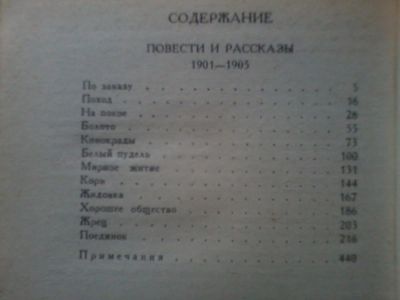 СОДЕРЖАНИЕ
ПОВЕСТИ И РАССКАЗЫ
1901—1905
По заказу . . . . . . . . . . . . . 5
Поход . . . . . . . . . . . . . . 16
На покое . . . . . . . . . . . . . 26
Болото . . . . . . . . . . . . . . 55
Конокрады . . . . . . . . . . . . . 73
Белый пудель . . . . . . . . . . . . 100
Мирное житие . . . . . . . . . . . . 131
Корь . . . . . . . . . . . . . . . 144
Жидовка . . . . . . . . . . . . . . 167
Хорошее общество . . . . . . . . . . 186
Жрец . . . . . . . . . . . . . . . 203
Поединок . . . . . . . . . . . . . 216
Примечания . . . . . . . . . . . . 440